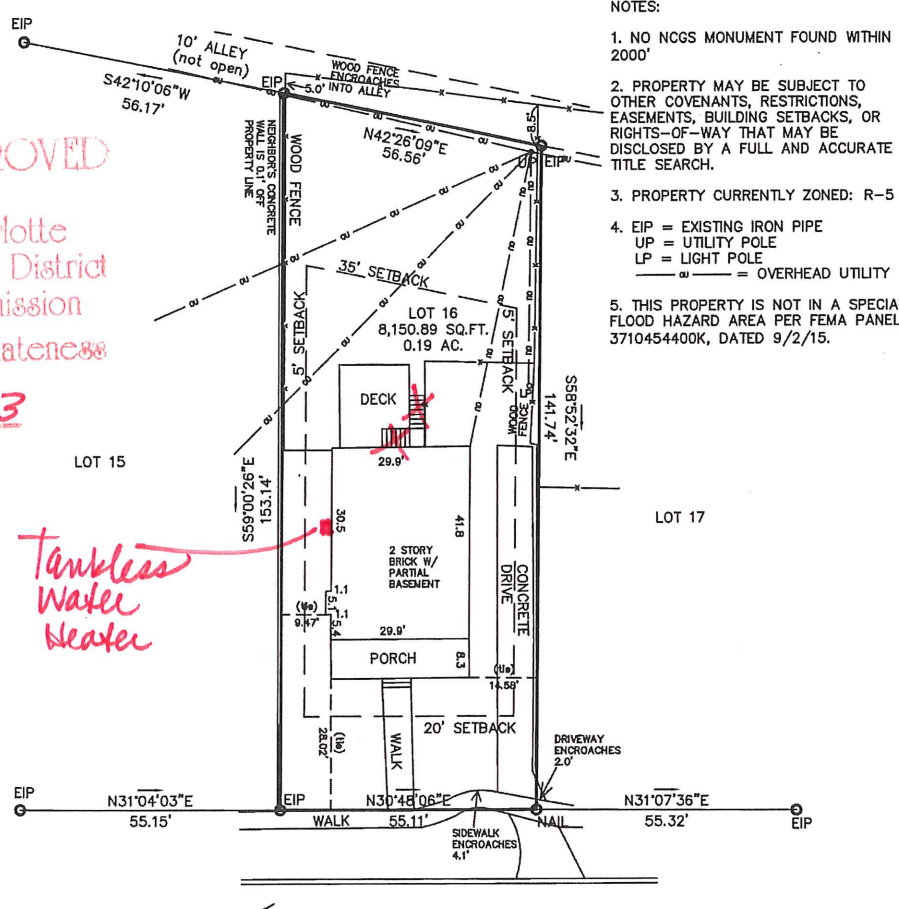 EIP
10' ALLEY
(not open)
S42°10'06"W
56.17'
WOOD FENCE
ENCROACHES
INTO ALLEY
EIP
5.0'
N42°26'09"E
56.56'
8.5'
UP
EIP
NEIGHBOR'S CONCRETE
WALL IS 0.1' OFF
PROPERTY LINE
WOOD FENCE
NOTES:
1. NO NCGS MONUMENT FOUND WITHIN
2000'
2. PROPERTY MAY BE SUBJECT TO
OTHER COVENANTS, RESTRICTIONS,
EASEMENTS, BUILDING SETBACKS, OR
RIGHTS-OF-WAY THAT MAY BE
DISCLOSED BY A FULL AND ACCURATE
TITLE SEARCH.
3. PROPERTY CURRENTLY ZONED: R-5
4. EIP = EXISTING IRON PIPE
UP = UTILITY POLE
LP = LIGHT POLE
= OVERHEAD UTILITY
5. THIS PROPERTY IS NOT IN A SPECIA
FLOOD HAZARD AREA PER FEMA PANEL
3710454400K, DATED 9/2/15.
OVED
lotte
District
ission
ateness
3
35' SETBACK
5' SETBACK
5' SETBACK
LOT 16
8,150.89 SQ.FT.
0.19 AC.
DECK
WOOD
FENCE
S58°52'32"E
141.74'
LOT 15
S59°00'26"E
153.14'
LOT 17
29.9'
30.5
41.8
2 STORY
BRICK W/
PARTIAL
BASEMENT
CONCRETE
DRIVE
Tankless
Water
Heater
1.1
5.1
1.1
5.4
(tie)
9.47'
29.9'
PORCH
8.3
(tie)
14.58'
20' SETBACK
28.02'
(tie)
WALK
DRIVEWAY
ENCROACHES
2.0'
N31°04'03"E
55.15'
EIP
N30°48'06"E
55.11'
N31°07'36"E
55.32'
WALK
NAIL
EIP
SIDEWALK
ENCROACHES
4.1'